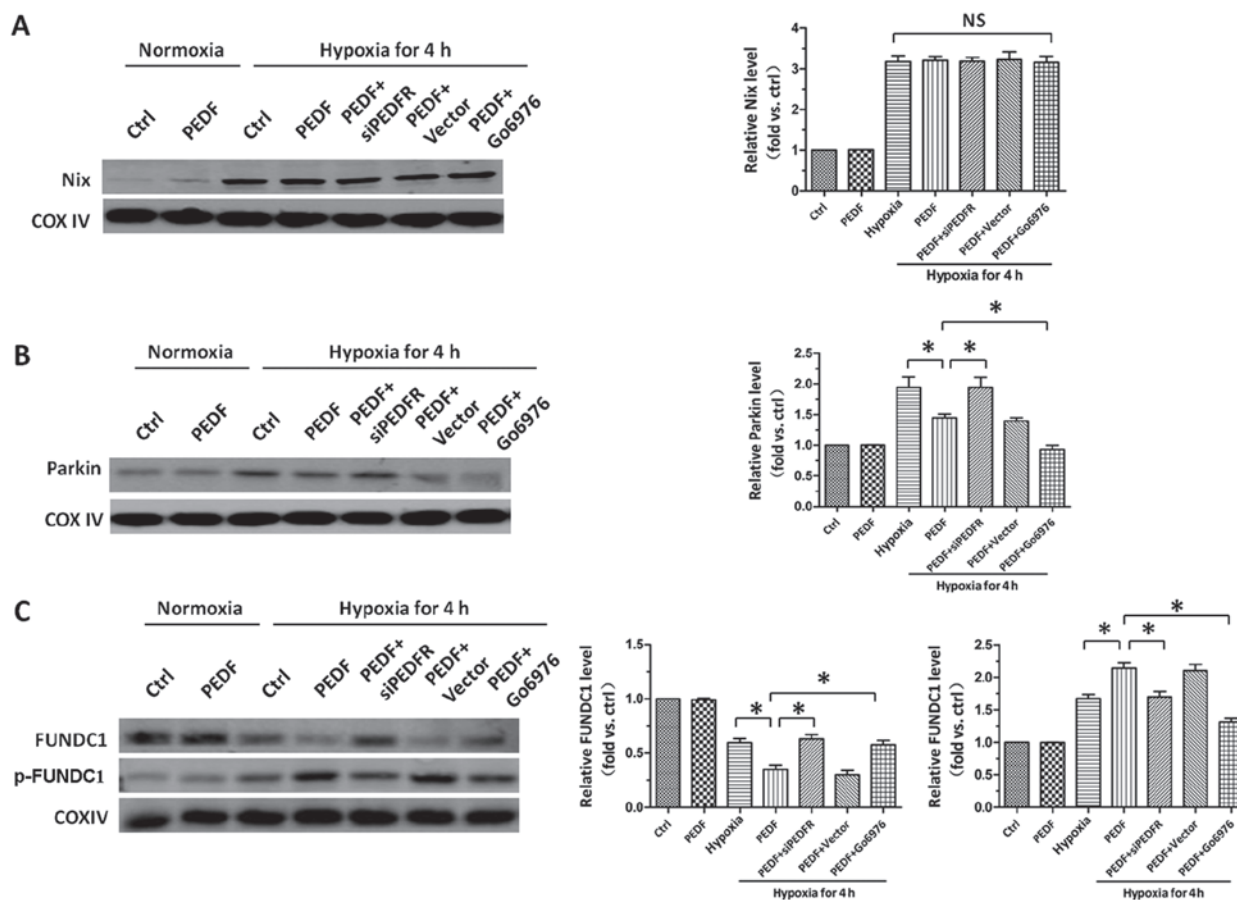 A
Normoxia
Hypoxia for 4 h
Ctrl
PEDF
Ctrl
PEDF
PEDF+
siPEDFR
PEDF+
Vector
PEDF+
Go6976
Nix
COX IV
NS
Relative Nix level
(fold vs. ctrl)
4
3
2
1
0
Ctrl
PEDF
Hypoxia
PEDF
PEDF+siPEDFR
PEDF+Vector
PEDF+Go6976
Hypoxia for 4 h
B
Normoxia
Hypoxia for 4 h
Ctrl
PEDF
Ctrl
PEDF
PEDF+
siPEDFR
PEDF+
Vector
PEDF+
Go6976
Parkin
COX IV
*
* *
Relative Parkin level
(fold vs. ctrl)
2.5
2.0
1.5
1.0
0.5
0.0
Ctrl
PEDF
Hypoxia
PEDF
PEDF+siPEDFR
PEDF+Vector
PEDF+Go6976
Hypoxia for 4 h
C
Normoxia
Hypoxia for 4 h
Ctrl
PEDF
Ctrl
PEDF
PEDF+
siPEDFR
PEDF+
Vector
PEDF+
Go6976
FUNDC1
p-FUNDC1
COXIV
*
* *
Relative FUNDC1 level
(fold vs. ctrl)
1.5
1.0
0.5
0.0
Ctrl
PEDF
Hypoxia
PEDF
PEDF+siPEDFR
PEDF+Vector
PEDF+Go6976
Hypoxia for 4 h
*
* *
Relative FUNDC1 level
(fold vs. ctrl)
2.5
2.0
1.5
1.0
0.5
0.0
Ctrl
PEDF
Hypoxia
PEDF
PEDF+siPEDFR
PEDF+Vector
PEDF+Go6976
Hypoxia for 4 h